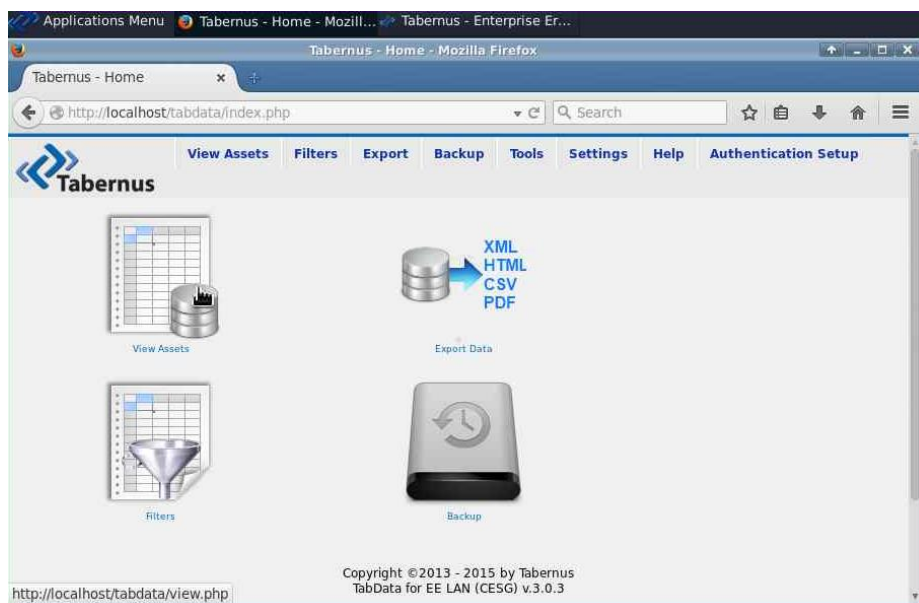 Applications Menu Tabernus - Home - Mozill... Tabernus - Enterprise Er...
Tabernus - Home - Mozilla Firefox
Tabernus - Home
http://localhost/tabdata/index.php Search
Tabernus
View Assets Filters Export Backup Tools Settings Help Authentication Setup
XML
HTML
CSV
PDF
View Assets Export Data
Filters Backup
Copyright ©2013 - 2015 by Tabernus
TabData for EE LAN (CESG) v.3.0.3
http://localhost/tabdata/view.php